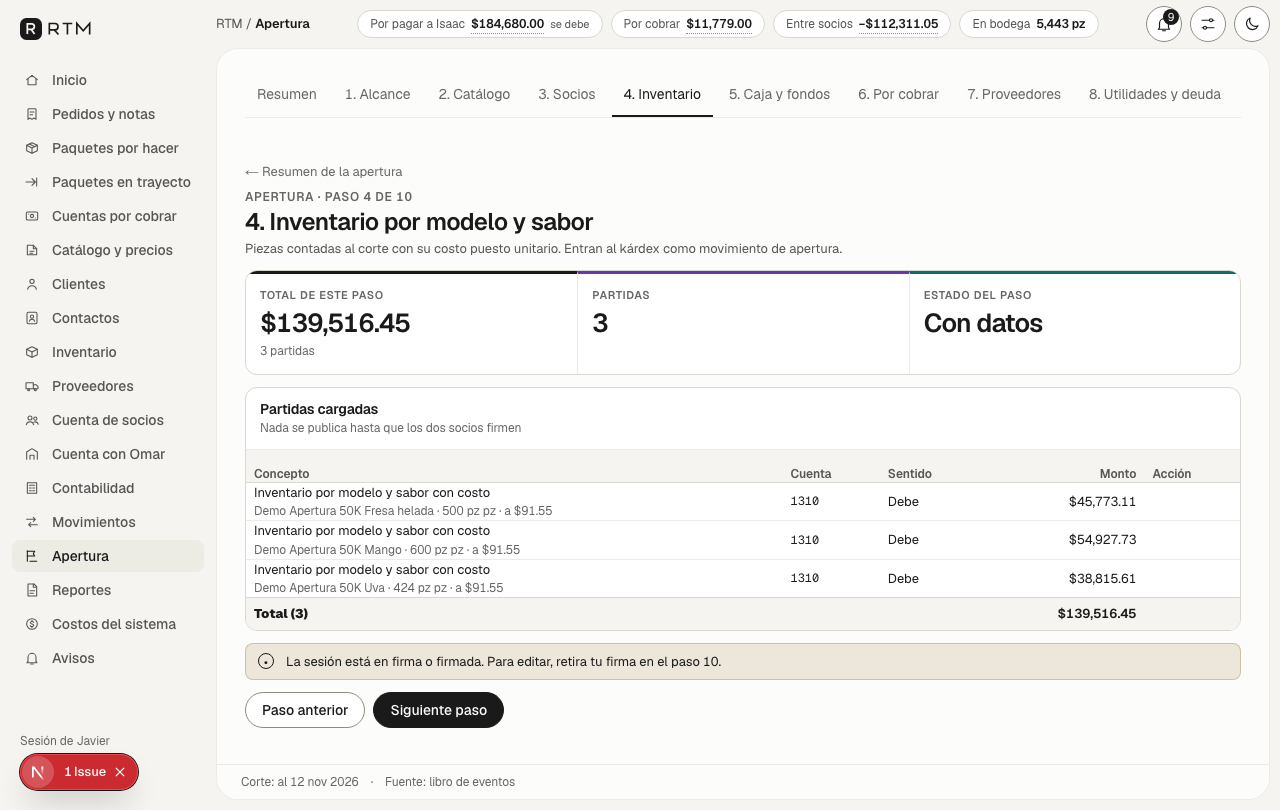 R RTM
RTM / Apertura
Por pagar a Isaac $184,680.00 se debe
Por cobrar $11,779.00
Entre socios −$112,311.05
En bodega 5,443 pz
9
Inicio
Pedidos y notas
Paquetes por hacer
Paquetes en trayecto
Cuentas por cobrar
Catálogo y precios
Clientes
Contactos
Inventario
Proveedores
Cuenta de socios
Cuenta con Omar
Contabilidad
Movimientos
Apertura
Reportes
Costos del sistema
Avisos
Sesión de Javier
N 1 Issue
Resumen
1. Alcance
2. Catálogo
3. Socios
4. Inventario
5. Caja y fondos
6. Por cobrar
7. Proveedores
8. Utilidades y deuda
← Resumen de la apertura
APERTURA · PASO 4 DE 10
4. Inventario por modelo y sabor
Piezas contadas al corte con su costo puesto unitario. Entran al kárdex como movimiento de apertura.
TOTAL DE ESTE PASO
$139,516.45
3 partidas
PARTIDAS
3
ESTADO DEL PASO
Con datos
Partidas cargadas
Nada se publica hasta que los dos socios firmen
Concepto Cuenta Sentido Monto Acción
Inventario por modelo y sabor con costo 1310 Debe $45,773.11
Demo Apertura 50K Fresa helada · 500 pz pz · a $91.55
Inventario por modelo y sabor con costo 1310 Debe $54,927.73
Demo Apertura 50K Mango · 600 pz pz · a $91.55
Inventario por modelo y sabor con costo 1310 Debe $38,815.61
Demo Apertura 50K Uva · 424 pz pz · a $91.55
Total (3) $139,516.45
La sesión está en firma o firmada. Para editar, retira tu firma en el paso 10.
Paso anterior
Siguiente paso
Corte: al 12 nov 2026 · Fuente: libro de eventos